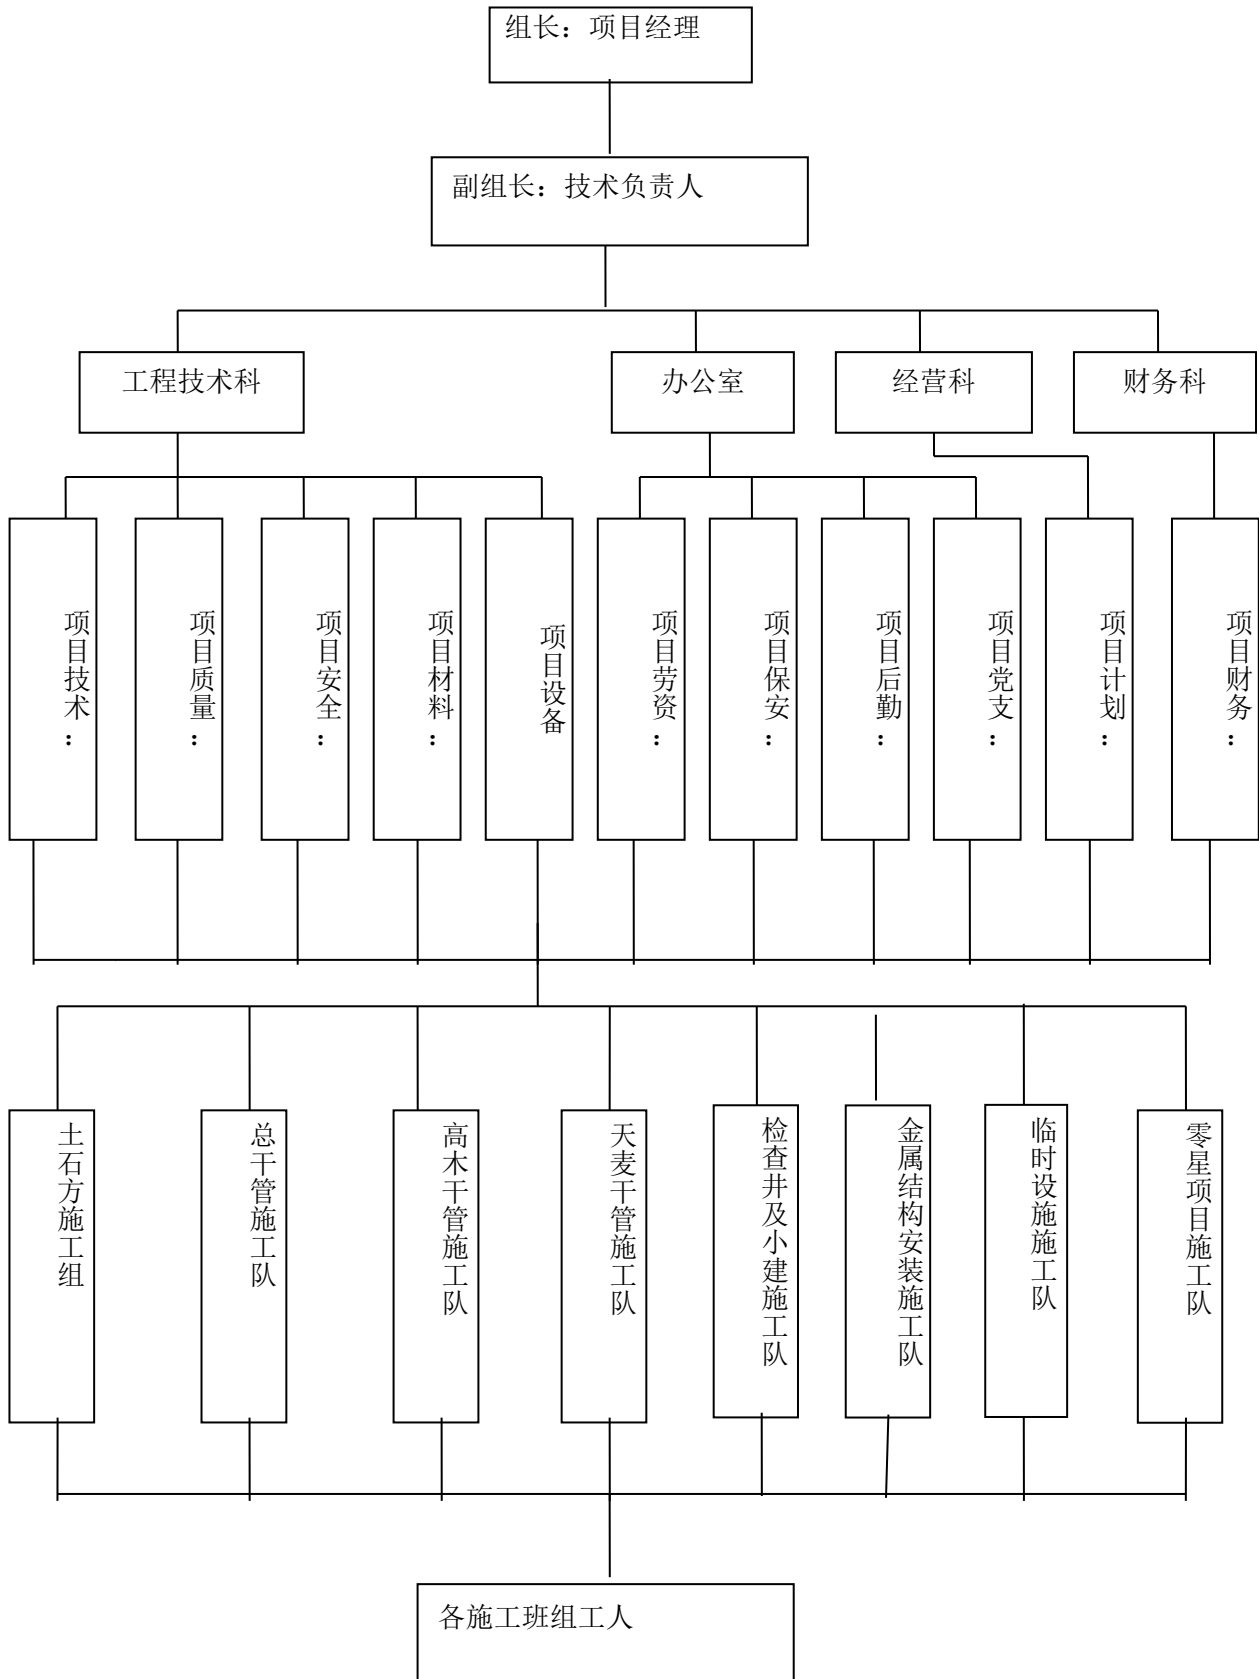 组长：项目经理
副组长：技术负责人
工程技术科
办公室
经营科
财务科
项目技术：
项目质量：
项目安全：
项目材料：
项目设备
项目劳资：
项目保安：
项目后勤：
项目党支：
项目计划：
项目财务：
土石方施工组
总干管施工队
高木干管施工队
天麦干管施工队
检查井及小建施工队
金属结构安装施工队
临时设施施工队
零星项目施工队
各施工班组工人